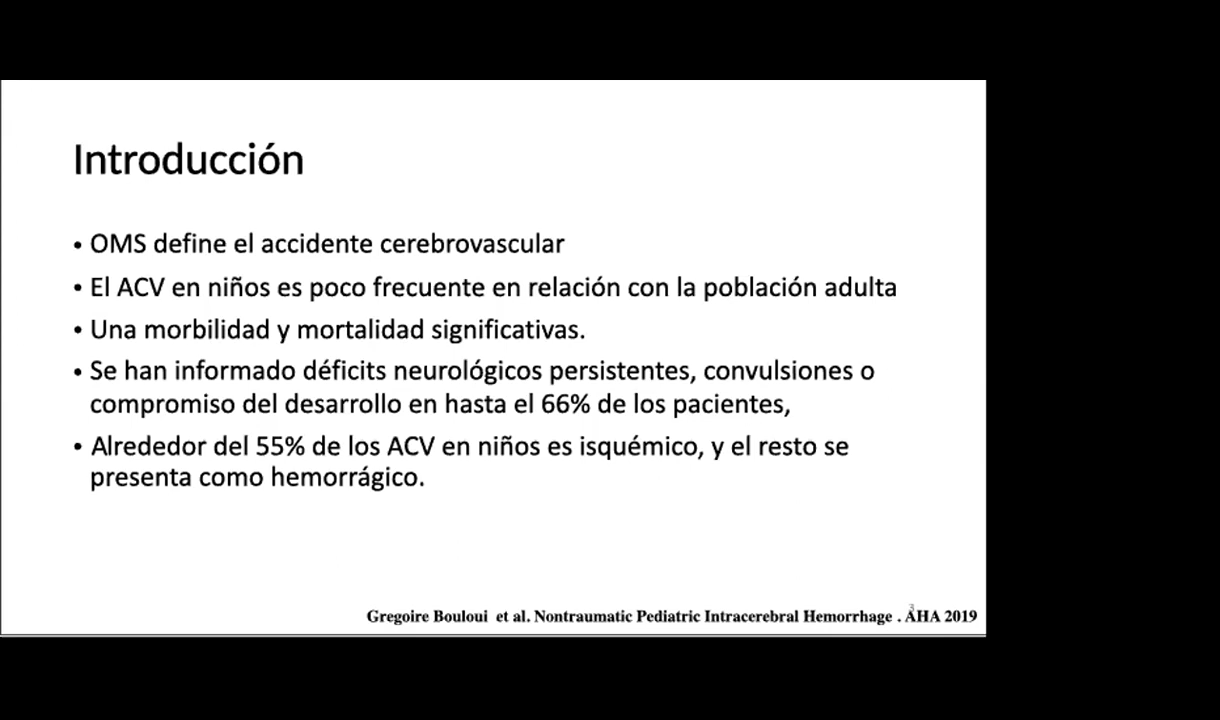 Introducción
• OMS define el accidente cerebrovascular
• El ACV en niños es poco frecuente en relación con la población adulta
• Una morbilidad y mortalidad significativas.
• Se han informado déficits neurológicos persistentes, convulsiones o
compromiso del desarrollo en hasta el 66% de los pacientes,
• Alrededor del 55% de los ACV en niños es isquémico, y el resto se
presenta como hemorrágico.
3
Gregoire Bouloui et al. Nontraumatic Pediatric Intracerebral Hemorrhage . AHA 2019